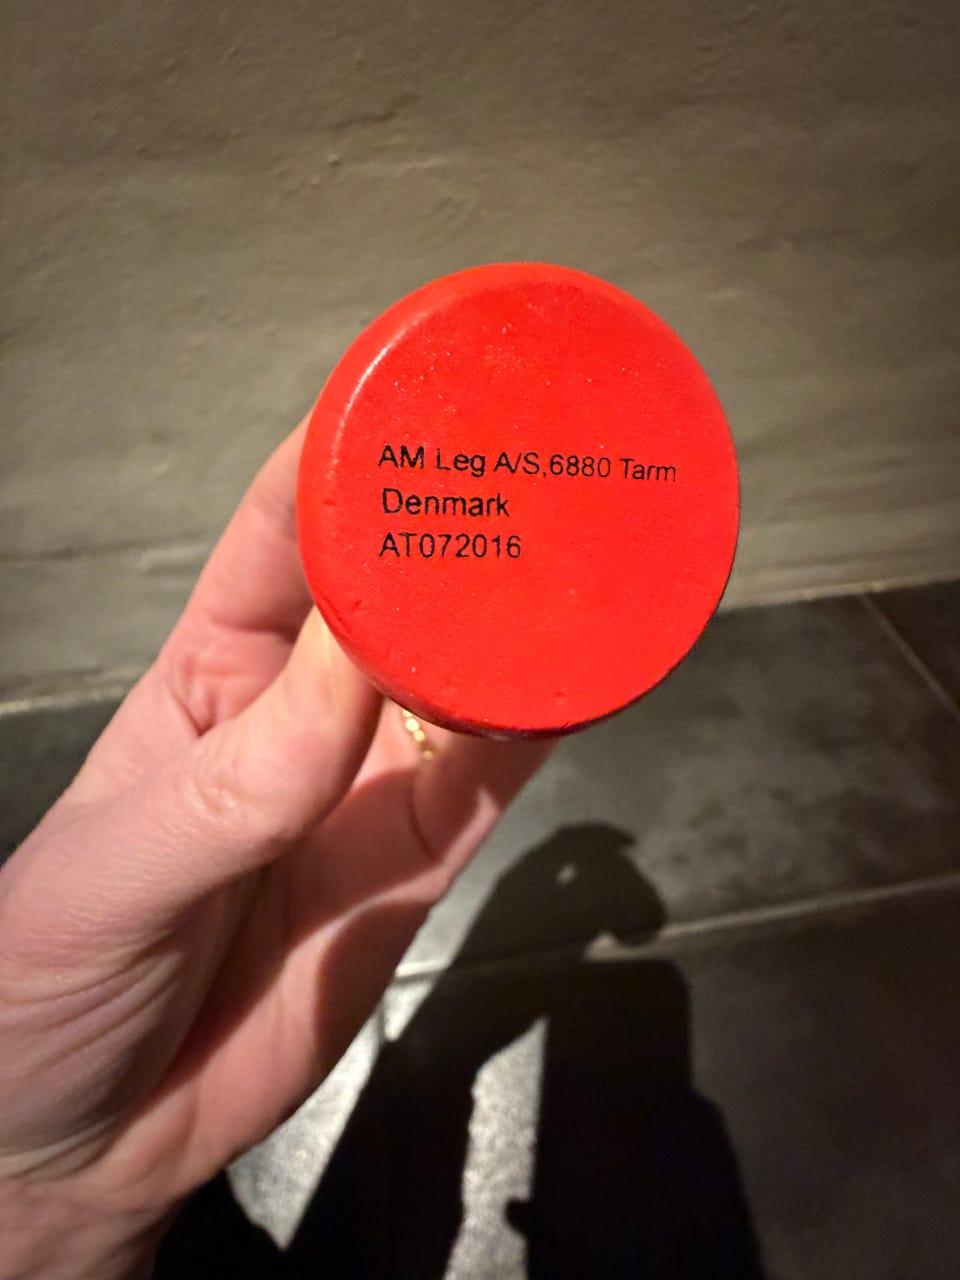 AM Leg A/S,6880 Tarm
Denmark
AT072016